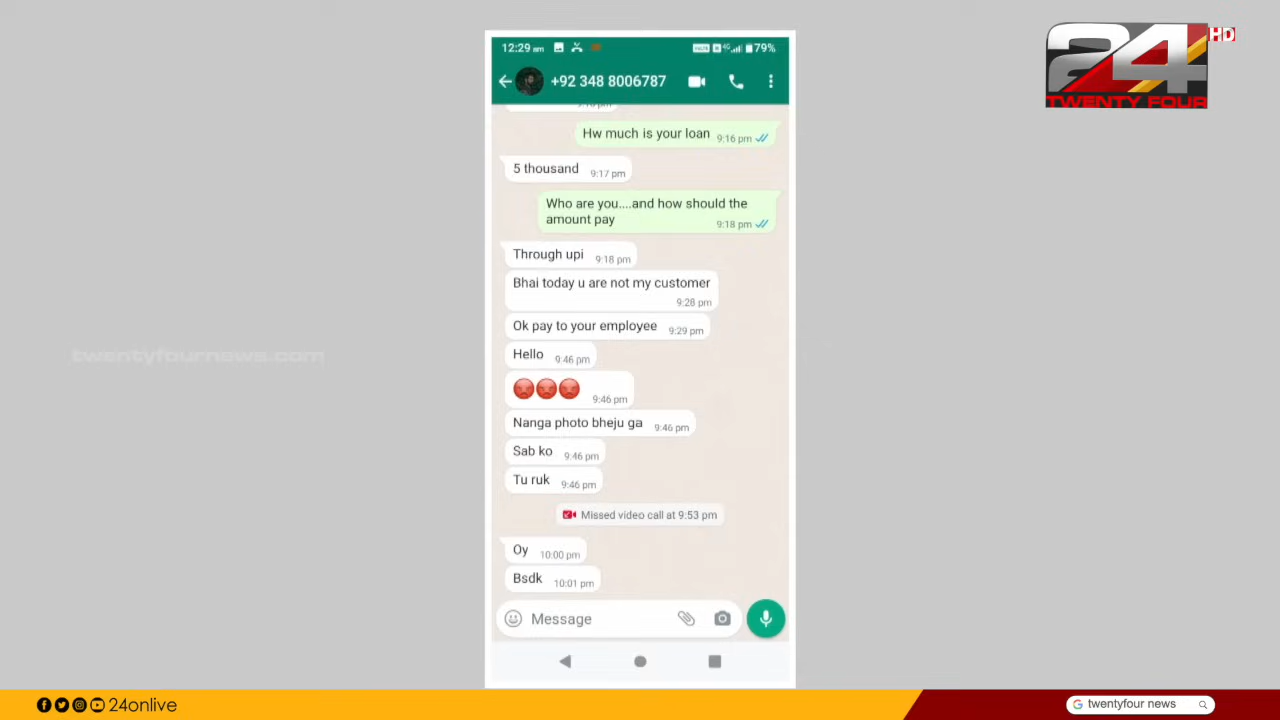 24
HD
TWENTY FOUR
12:29 am
4G
79%
+92 348 8006787
Hw much is your loan 9:16 pm
5 thousand 9:17 pm
Who are you....and how should the
amount pay 9:18 pm
Through upi 9:18 pm
Bhai today u are not my customer
9:28 pm
Ok pay to your employee 9:29 pm
Hello 9:46 pm
9:46 pm
Nanga photo bheju ga 9:46 pm
Sab ko 9:46 pm
Tu ruk 9:46 pm
Missed video call at 9:53 pm
Oy 10:00 pm
Bsdk 10:01 pm
Message
twentyfournews.com
24onlive
twentyfour news